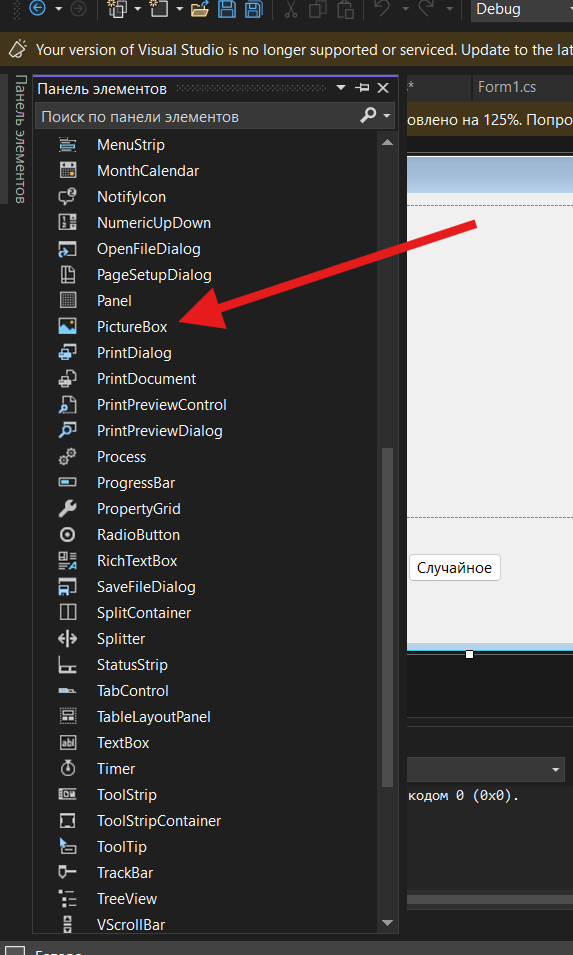 Debug
Your version of Visual Studio is no longer supported or serviced. Update to the lat
Панель элементов
Панель элементов
Form1.cs
Поиск по панели элементов
овлено на 125%. Попро
MenuStrip
MonthCalendar
NotifyIcon
NumericUpDown
OpenFileDialog
PageSetupDialog
Panel
PictureBox
PrintDialog
PrintDocument
PrintPreviewControl
PrintPreviewDialog
Process
ProgressBar
PropertyGrid
RadioButton
RichTextBox
Случайное
SaveFileDialog
SplitContainer
Splitter
StatusStrip
TabControl
TableLayoutPanel
TextBox
Timer
ToolStrip
кодом 0 (0x0).
ToolStripContainer
ToolTip
TrackBar
TreeView
VScrollBar